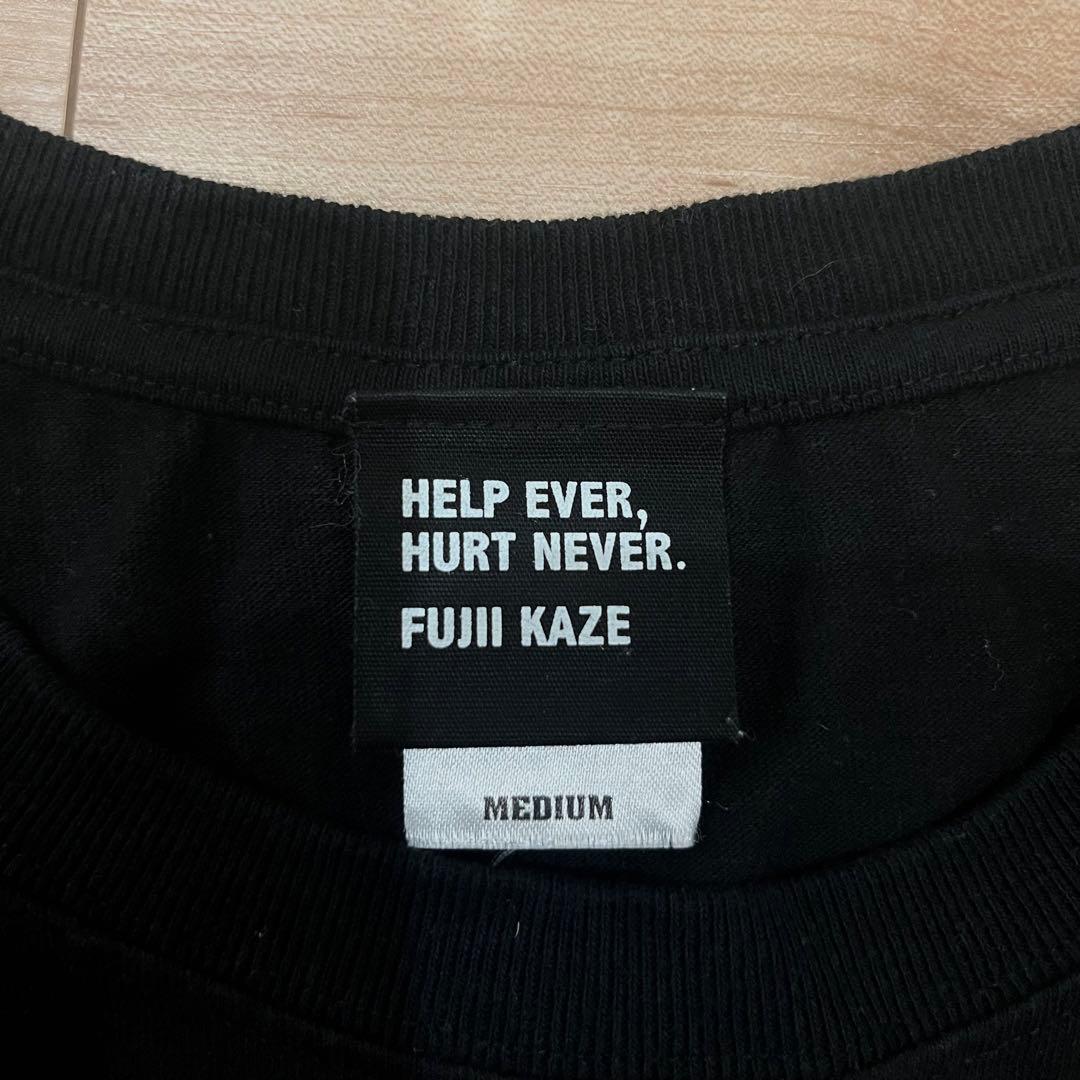 HELP EVER,
HURT NEVER.
FUJII KAZE
MEDIUM